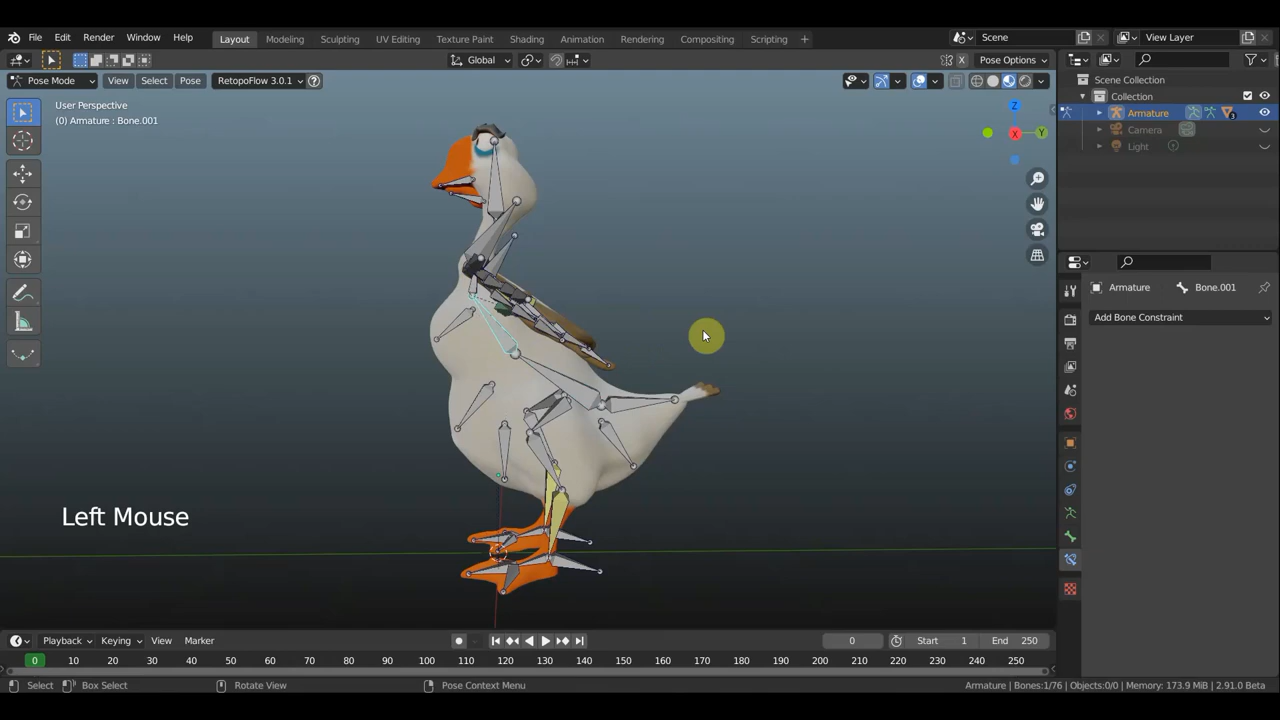 File Edit Render Window Help Layout Modeling Sculpting UV Editing Texture Paint Shading Animation Rendering Compositing Scripting + Scene View Layer
Global X Pose Options
Pose Mode View Select Pose RetopoFlow 3.0.1
User Perspective
(0) Armature : Bone.001
Z
X
Y
Scene Collection
Collection
Armature
3
Camera
Light
Armature Bone.001
Add Bone Constraint
Left Mouse
Playback Keying View Marker 0 Start 1 End 250
0 10 20 30 40 50 60 70 80 90 100 110 120 130 140 150 160 170 180 190 200 210 220 230 240 250
Select Box Select Rotate View Pose Context Menu Armature | Bones:1/76 | Objects:0/0 | Memory: 173.9 MiB | 2.91.0 Beta